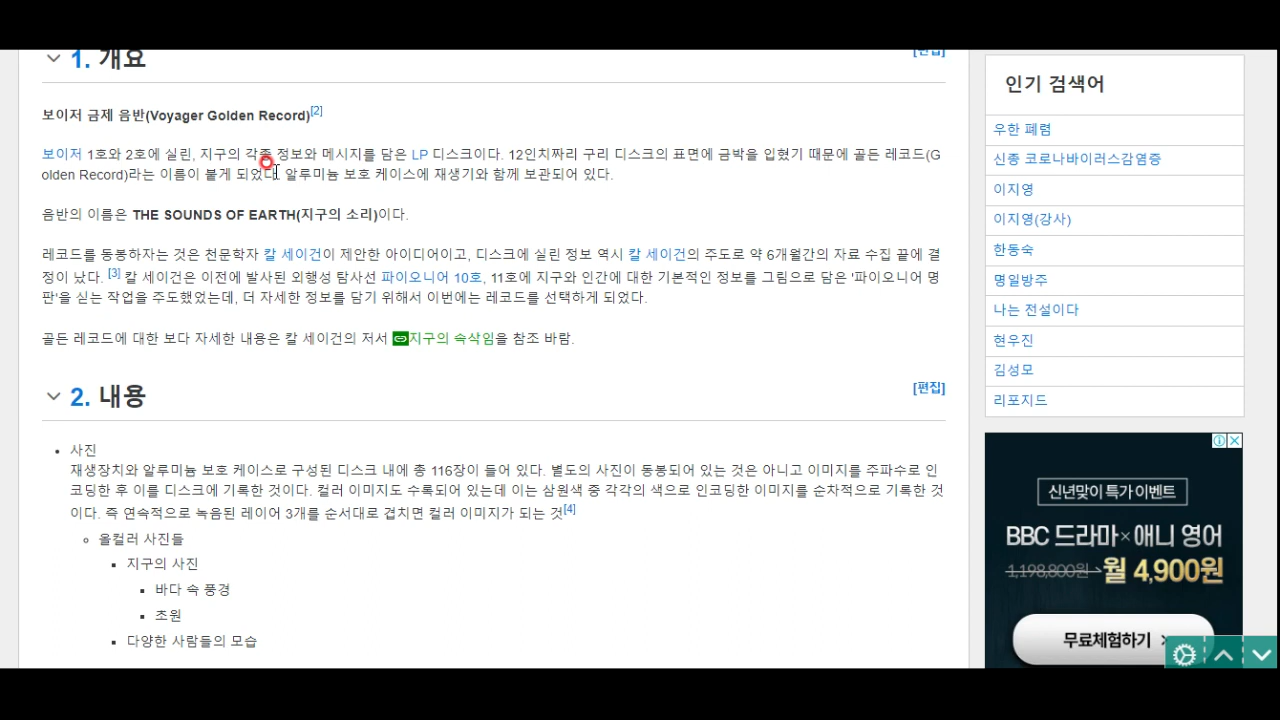 1. 개요
[편집]
보이저 금제 음반(Voyager Golden Record)[2]
보이저 1호와 2호에 실린, 지구의 각종 정보와 메시지를 담은 LP 디스크이다. 12인치짜리 구리 디스크의 표면에 금박을 입혔기 때문에 골든 레코드(G
olden Record)라는 이름이 붙게 되었다. 알루미늄 보호 케이스에 재생기와 함께 보관되어 있다.
음반의 이름은 THE SOUNDS OF EARTH(지구의 소리)이다.
레코드를 동봉하자는 것은 천문학자 칼 세이건이 제안한 아이디어이고, 디스크에 실린 정보 역시 칼 세이건의 주도로 약 6개월간의 자료 수집 끝에 결
정이 났다. [3] 칼 세이건은 이전에 발사된 외행성 탐사선 파이오니어 10호, 11호에 지구와 인간에 대한 기본적인 정보를 그림으로 담은 '파이오니어 명
판'을 싣는 작업을 주도했었는데, 더 자세한 정보를 담기 위해서 이번에는 레코드를 선택하게 되었다.
골든 레코드에 대한 보다 자세한 내용은 칼 세이건의 저서 지구의 속삭임을 참조 바람.
2. 내용
[편집]
사진
재생장치와 알루미늄 보호 케이스로 구성된 디스크 내에 총 116장이 들어 있다. 별도의 사진이 동봉되어 있는 것은 아니고 이미지를 주파수로 인
코딩한 후 이를 디스크에 기록한 것이다. 컬러 이미지도 수록되어 있는데 이는 삼원색 중 각각의 색으로 인코딩한 이미지를 순차적으로 기록한 것
이다. 즉 연속적으로 녹음된 레이어 3개를 순서대로 겹치면 컬러 이미지가 되는 것[4]
올컬러 사진들
지구의 사진
바다 속 풍경
초원
다양한 사람들의 모습
인기 검색어
우한 폐렴
신종 코로나바이러스감염증
이지영
이지영(강사)
한동숙
명일방주
나는 전설이다
현우진
김성모
리포지드
신년맞이 특가 이벤트
BBC 드라마×애니 영어
1,198,800원 월 4,900원
무료체험하기